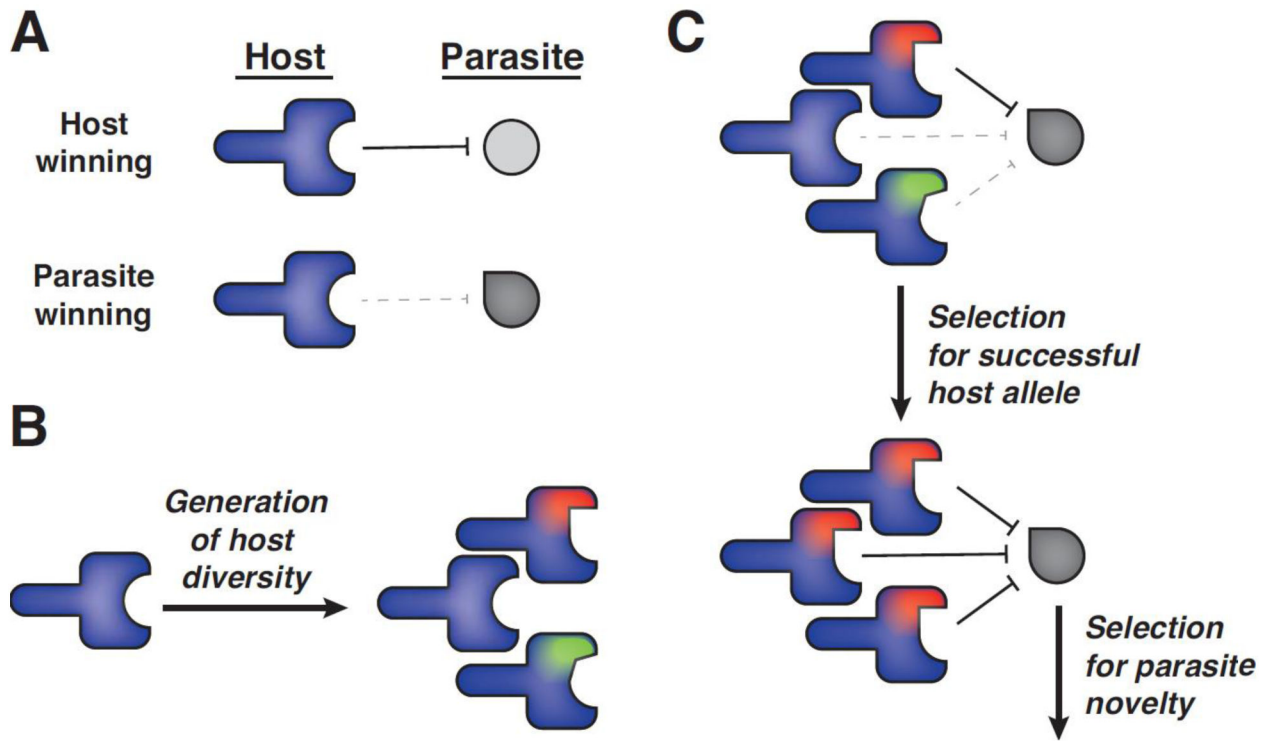 A
Host
Parasite
Host
winning
Parasite
winning
B
Generation
of host
diversity
C
Selection
for successful
host allele
Selection
for parasite
novelty